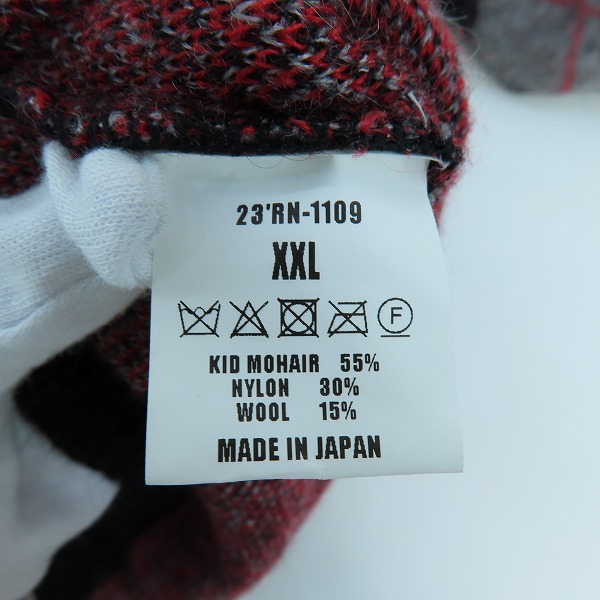 23'RN-1109
XXL
F
KID MOHAIR 55%
NYLON 30%
WOOL 15%
MADE IN JAPAN